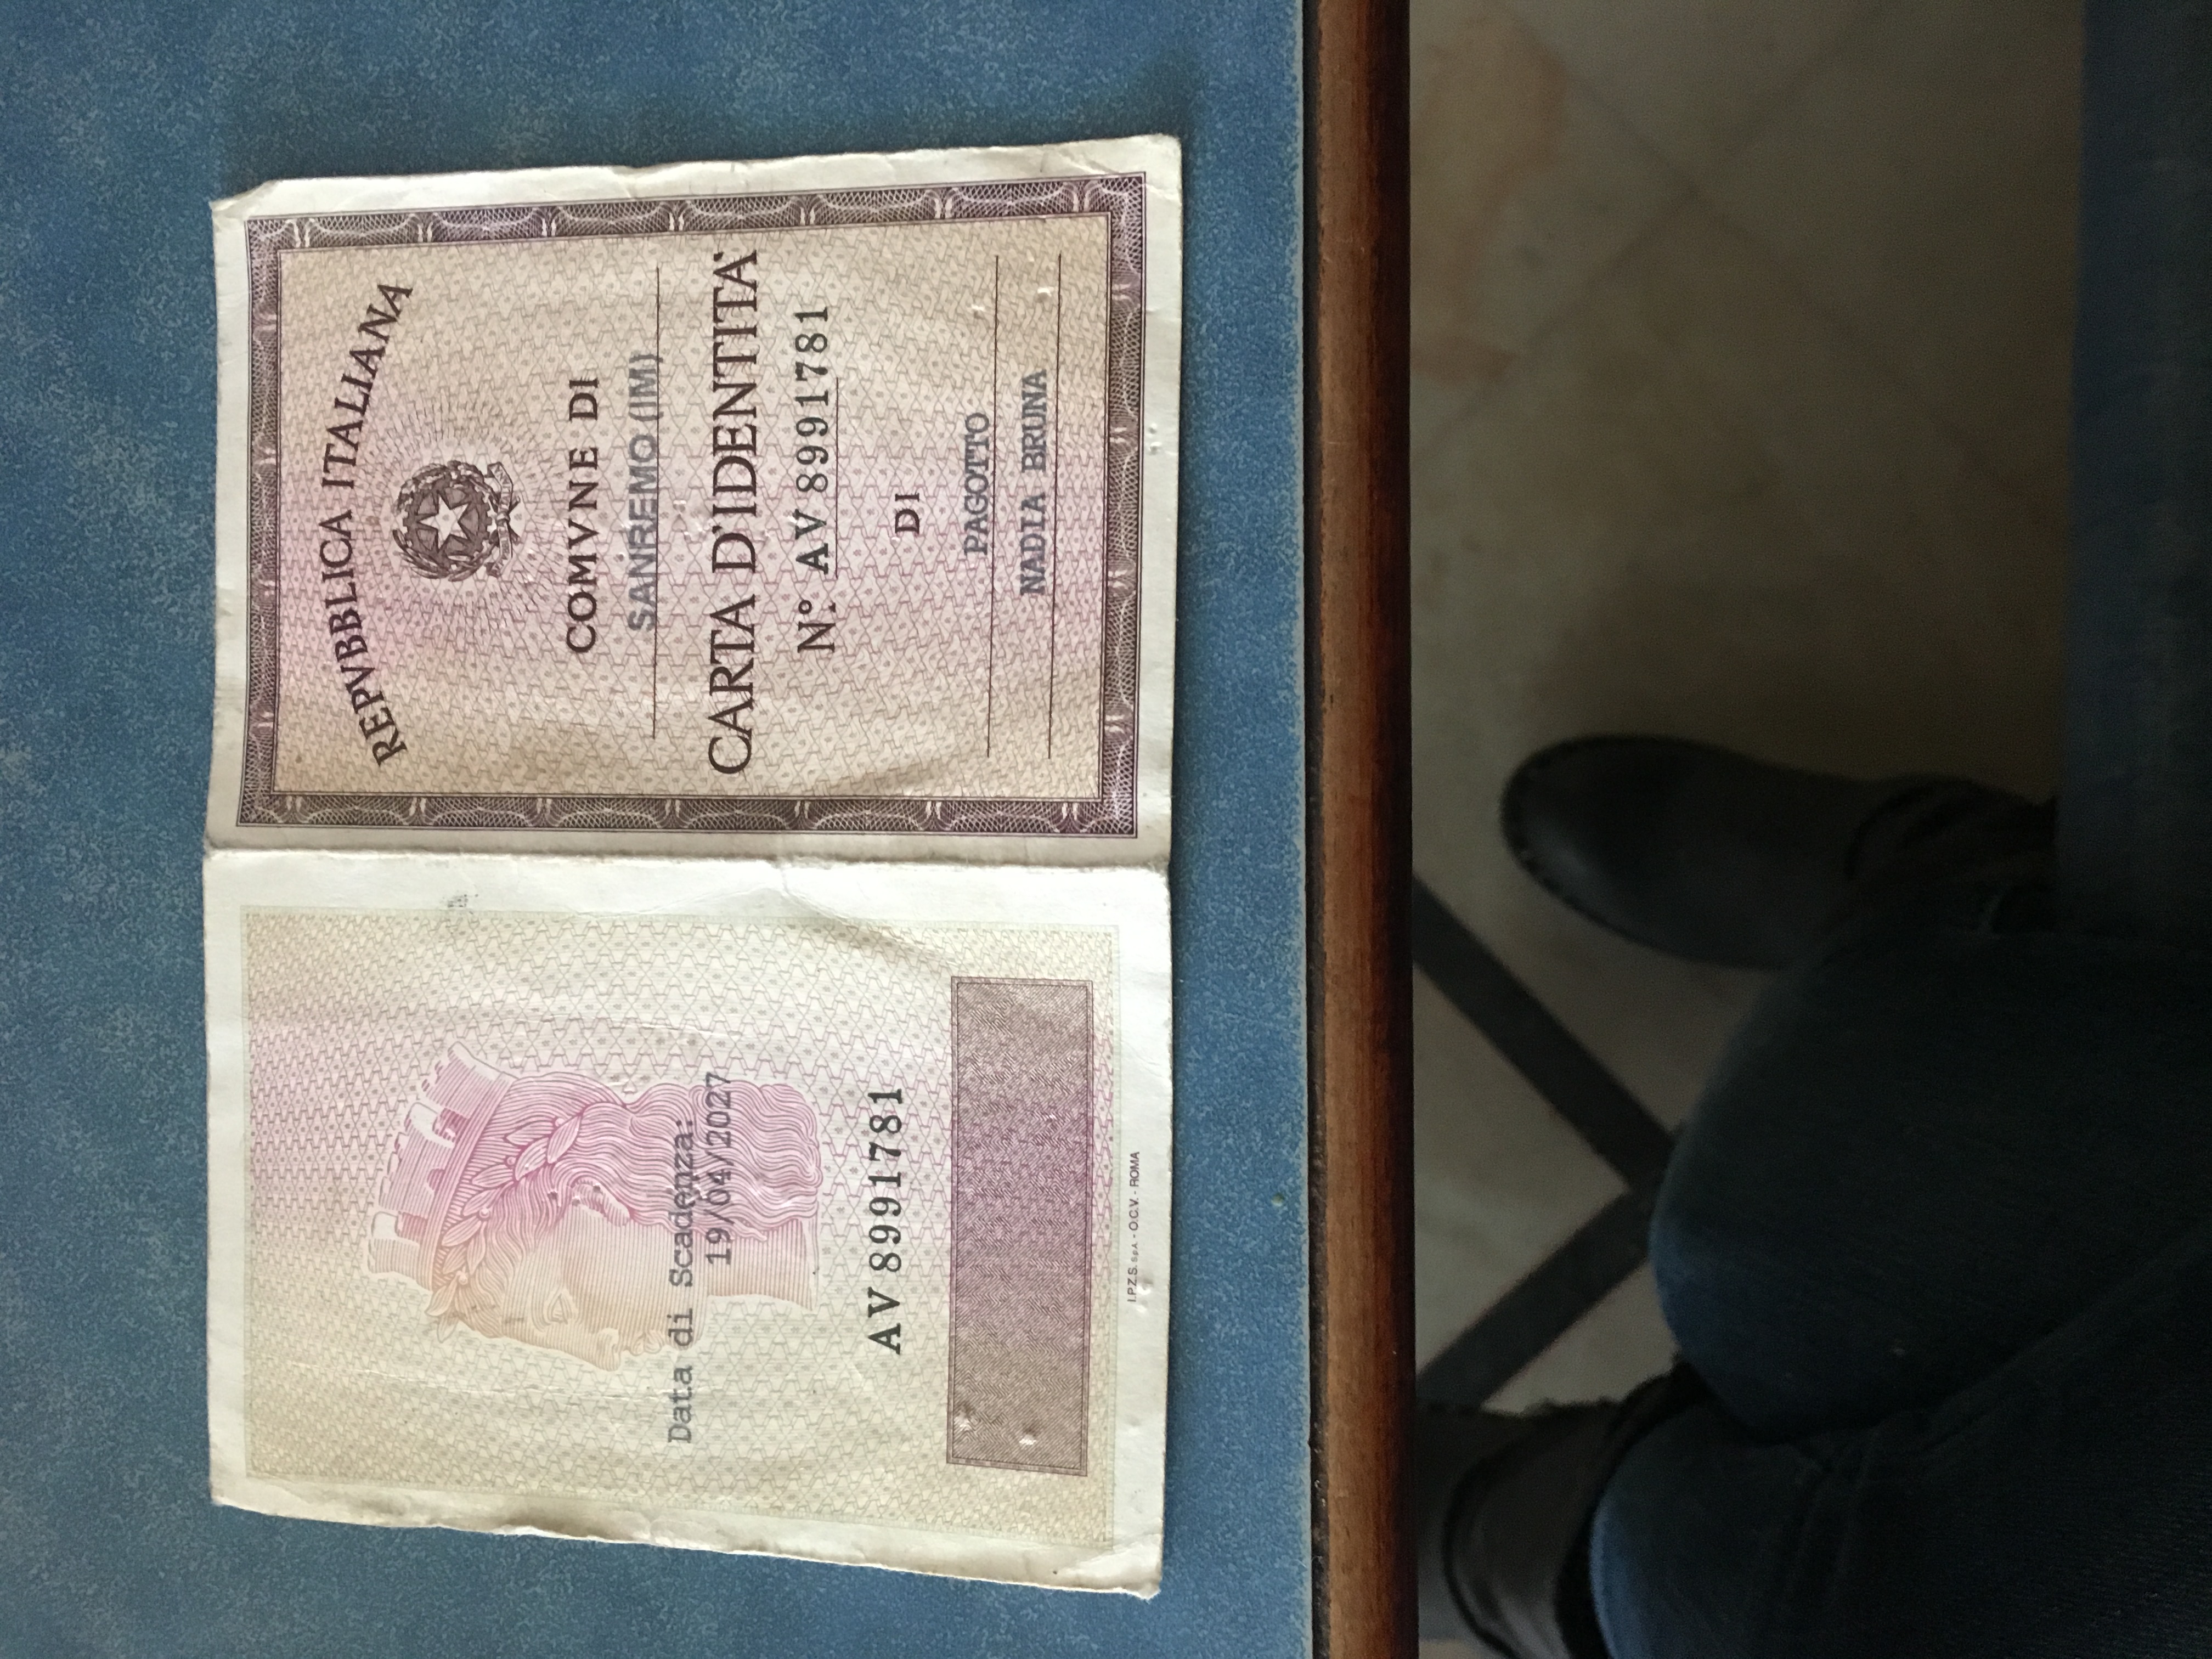 REPVBBLICA ITALIANA
COMVNE DI
SANREMO (IM)
CARTA D'IDENTITA'
N°. AV 8991781
DI
PAGOTTO
NADIA BRUNA
Data di Scadenza:
19/04/2027
AV 8991781
I.P.Z.S. S.p.A. - O.C.V. - ROMA